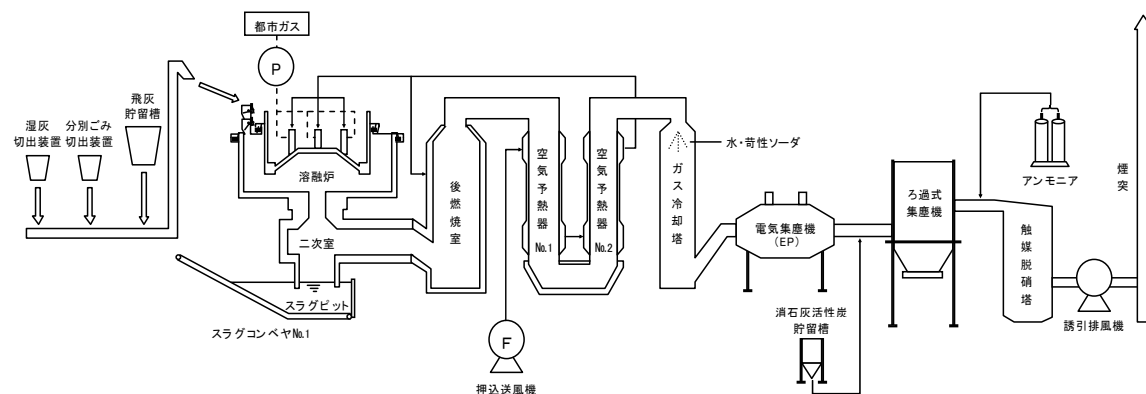 都市ガス
P
飛灰
貯留槽
湿灰
切出装置
分別ごみ
切出装置
溶融炉
二次室
スラグピット
スラグコンベヤNo.1
後燃焼室
空気予熱器
No.1
空気予熱器
No.2
F
押込送風機
ガス冷却塔
水・苛性ソーダ
電気集塵機
(EP)
消石灰活性炭
貯留槽
ろ過式
集塵機
アンモニア
触媒脱硝塔
誘引排風機
煙突